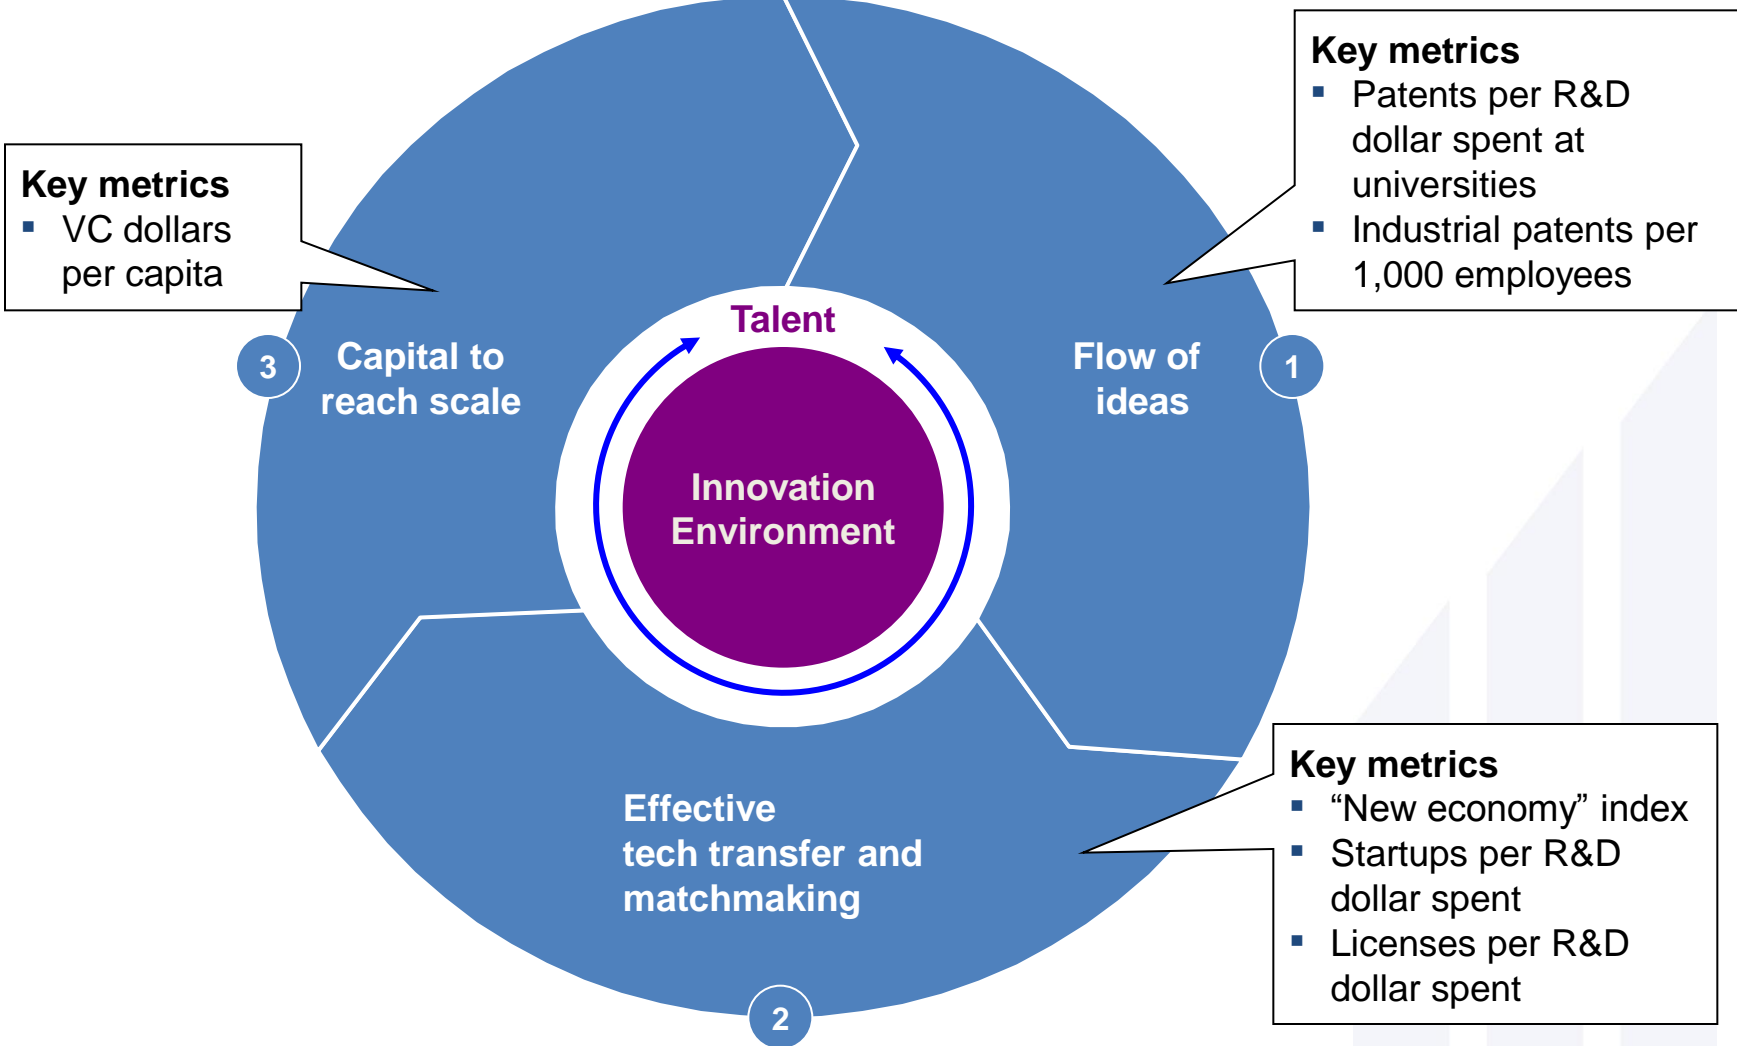 Key metrics
▪ Patents per R&D
dollar spent at
universities
▪ Industrial patents per
1,000 employees
Key metrics
▪ VC dollars
per capita
Talent
3
Capital to
reach scale
Flow of
ideas
1
Innovation
Environment
Effective
tech transfer and
matchmaking
2
Key metrics
▪ “New economy” index
▪ Startups per R&D
dollar spent
▪ Licenses per R&D
dollar spent